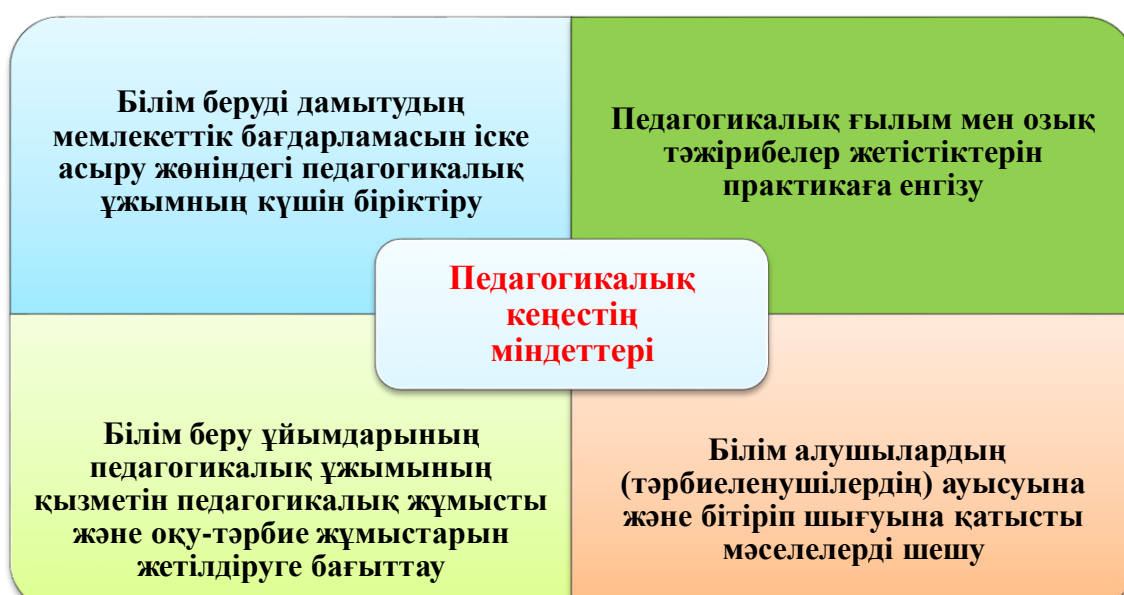 Білім беруді дамытудың
мемлекеттік бағдарламасын іске
асыру жөніндегі педагогикалық
ұжымның күшін біріктіру
Педагогикалық ғылым мен озық
тәжірибелер жетістіктерін
практикаға енгізу
Педагогикалық
кеңестің
міндеттері
Білім беру ұйымдарының
педагогикалық ұжымының
қызметін педагогикалық жұмысты
және оқу-тәрбие жұмыстарын
жетілдіруге бағыттау
Білім алушылардың
(тәрбиеленушілердің) ауысуына
және бітіріп шығуына қатысты
мәселелерді шешу